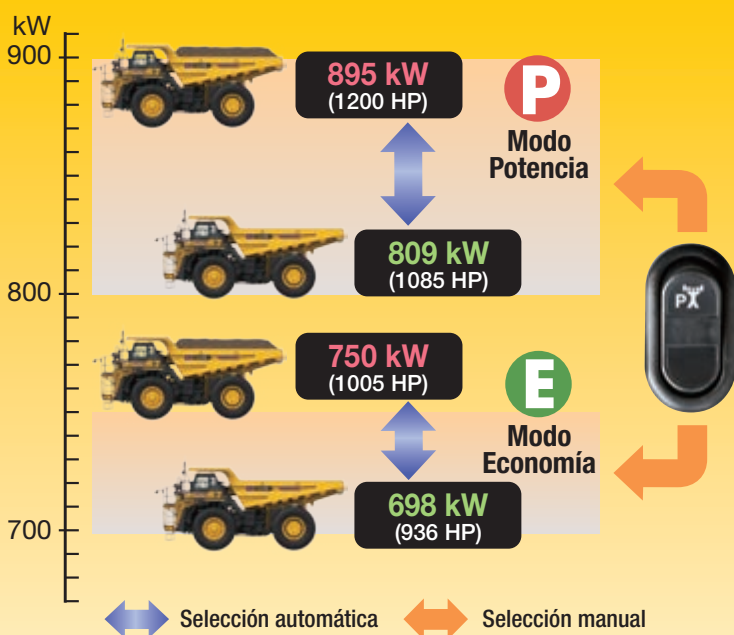 kW
900
895 kW
(1200 HP)
P
Modo
Potencia
809 kW
(1085 HP)
800
P
750 kW
(1005 HP)
E
Modo
Economía
698 kW
(936 HP)
700
Selección automática
Selección manual